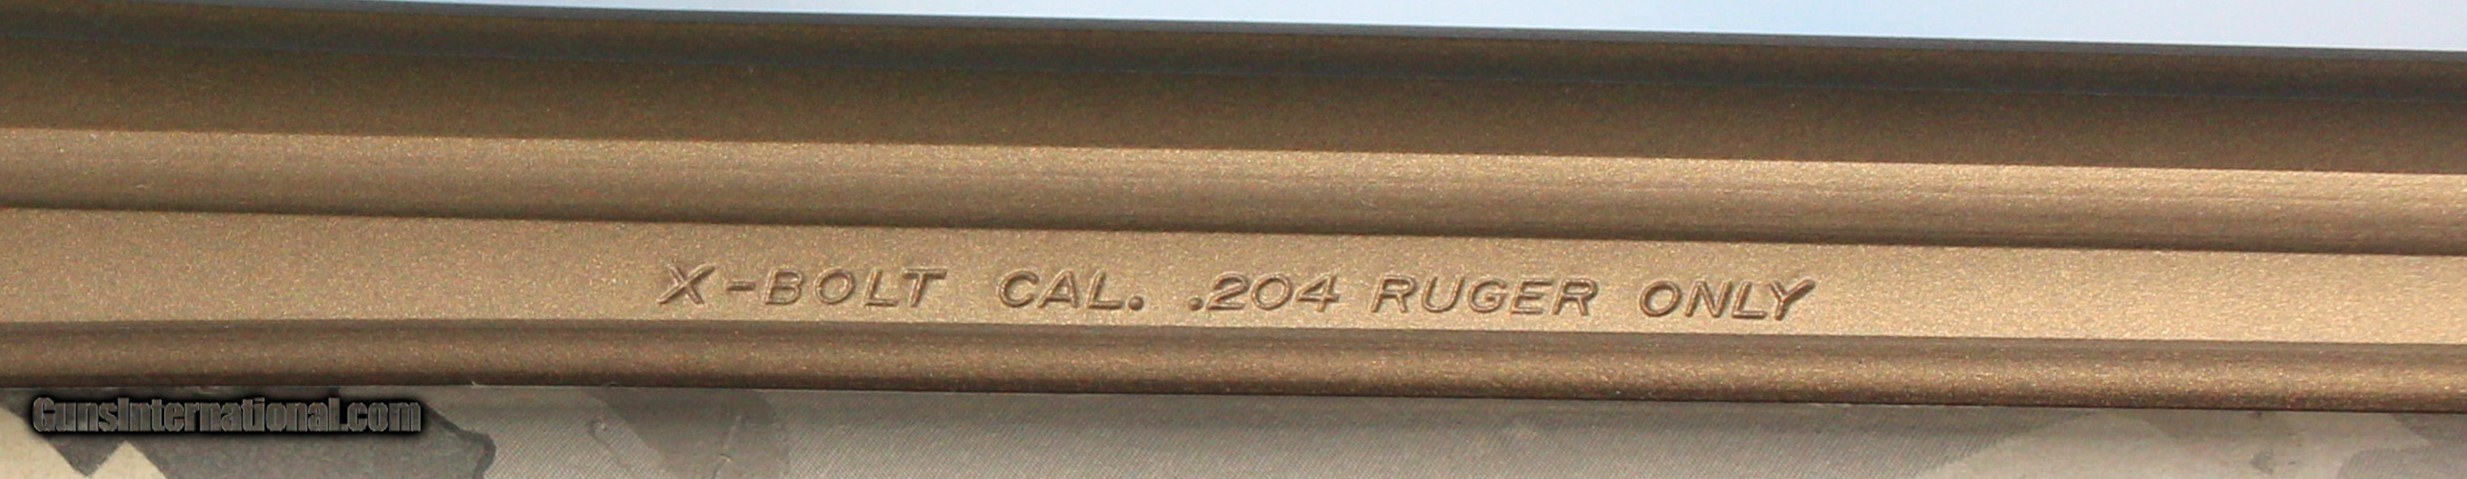 X-BOLT CAL. .204 RUGER ONLY
GunsInternational.com